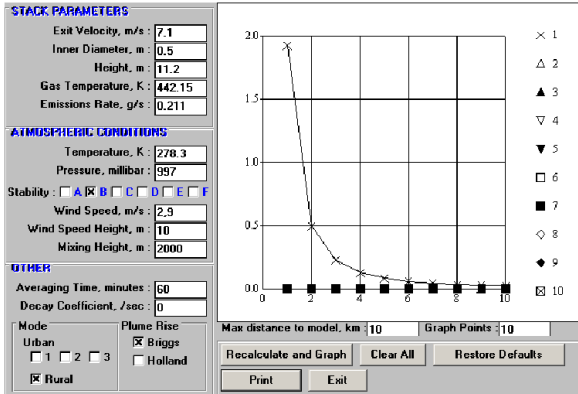 STACK PARAMETERS
Exit Velocity, m/s : 7.1
Inner Diameter, m : 0.5
Height, m : 11.2
Gas Temperature, K : 442.15
Emissions Rate, g/s : 0.211
ATMOSPHERIC CONDITIONS
Temperature, K : 278.3
Pressure, millibar : 997
Stability : A B C D E F
Wind Speed, m/s : 2,9
Wind Speed Height, m : 10
Mixing Height, m : 2000
OTHER
Averaging Time, minutes : 60
Decay Coefficient, /sec : 0
Mode
Urban
1 2 3
Rural
Plume Rise
Briggs
Holland
2.0
1.5
1.0
0.5
0.0
0 2 4 6 8 10
1
2
3
4
5
6
7
8
9
10
Max distance to model, km : 10 Graph Points : 10
Recalculate and Graph Clear All Restore Defaults
Print Exit